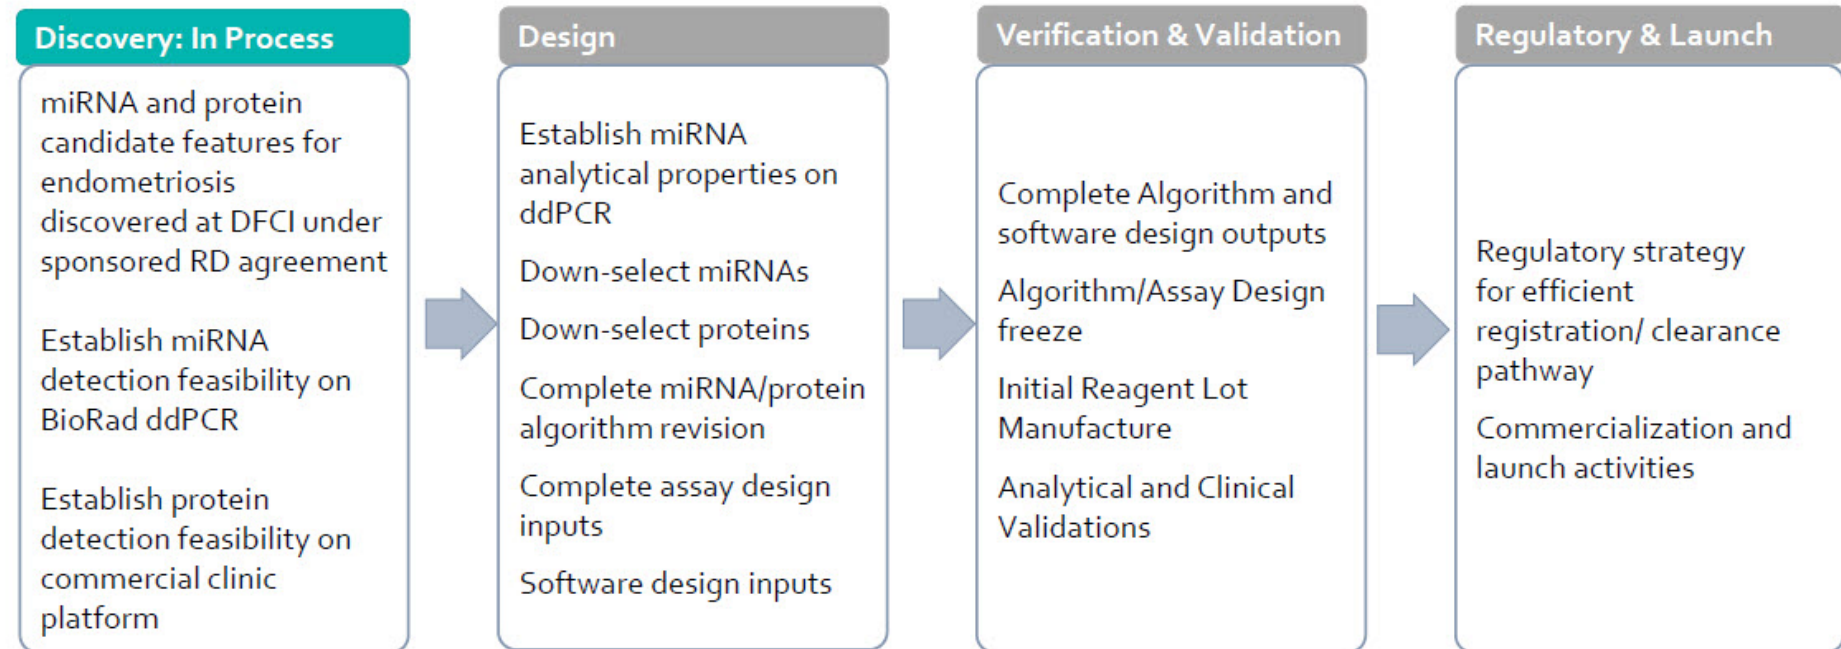 Discovery: In Process
miRNA and protein
candidate features for
endometriosis
discovered at DFCI under
sponsored RD agreement
Establish miRNA
detection feasibility on
BioRad ddPCR
Establish protein
detection feasibility on
commercial clinic
platform
Design
Establish miRNA
analytical properties on
ddPCR
Down-select miRNAs
Down-select proteins
Complete miRNA/protein
algorithm revision
Complete assay design
inputs
Software design inputs
Verification & Validation
Complete Algorithm and
software design outputs
Algorithm/Assay Design
freeze
Initial Reagent Lot
Manufacture
Analytical and Clinical
Validations
Regulatory & Launch
Regulatory strategy
for efficient
registration/ clearance
pathway
Commercialization and
launch activities